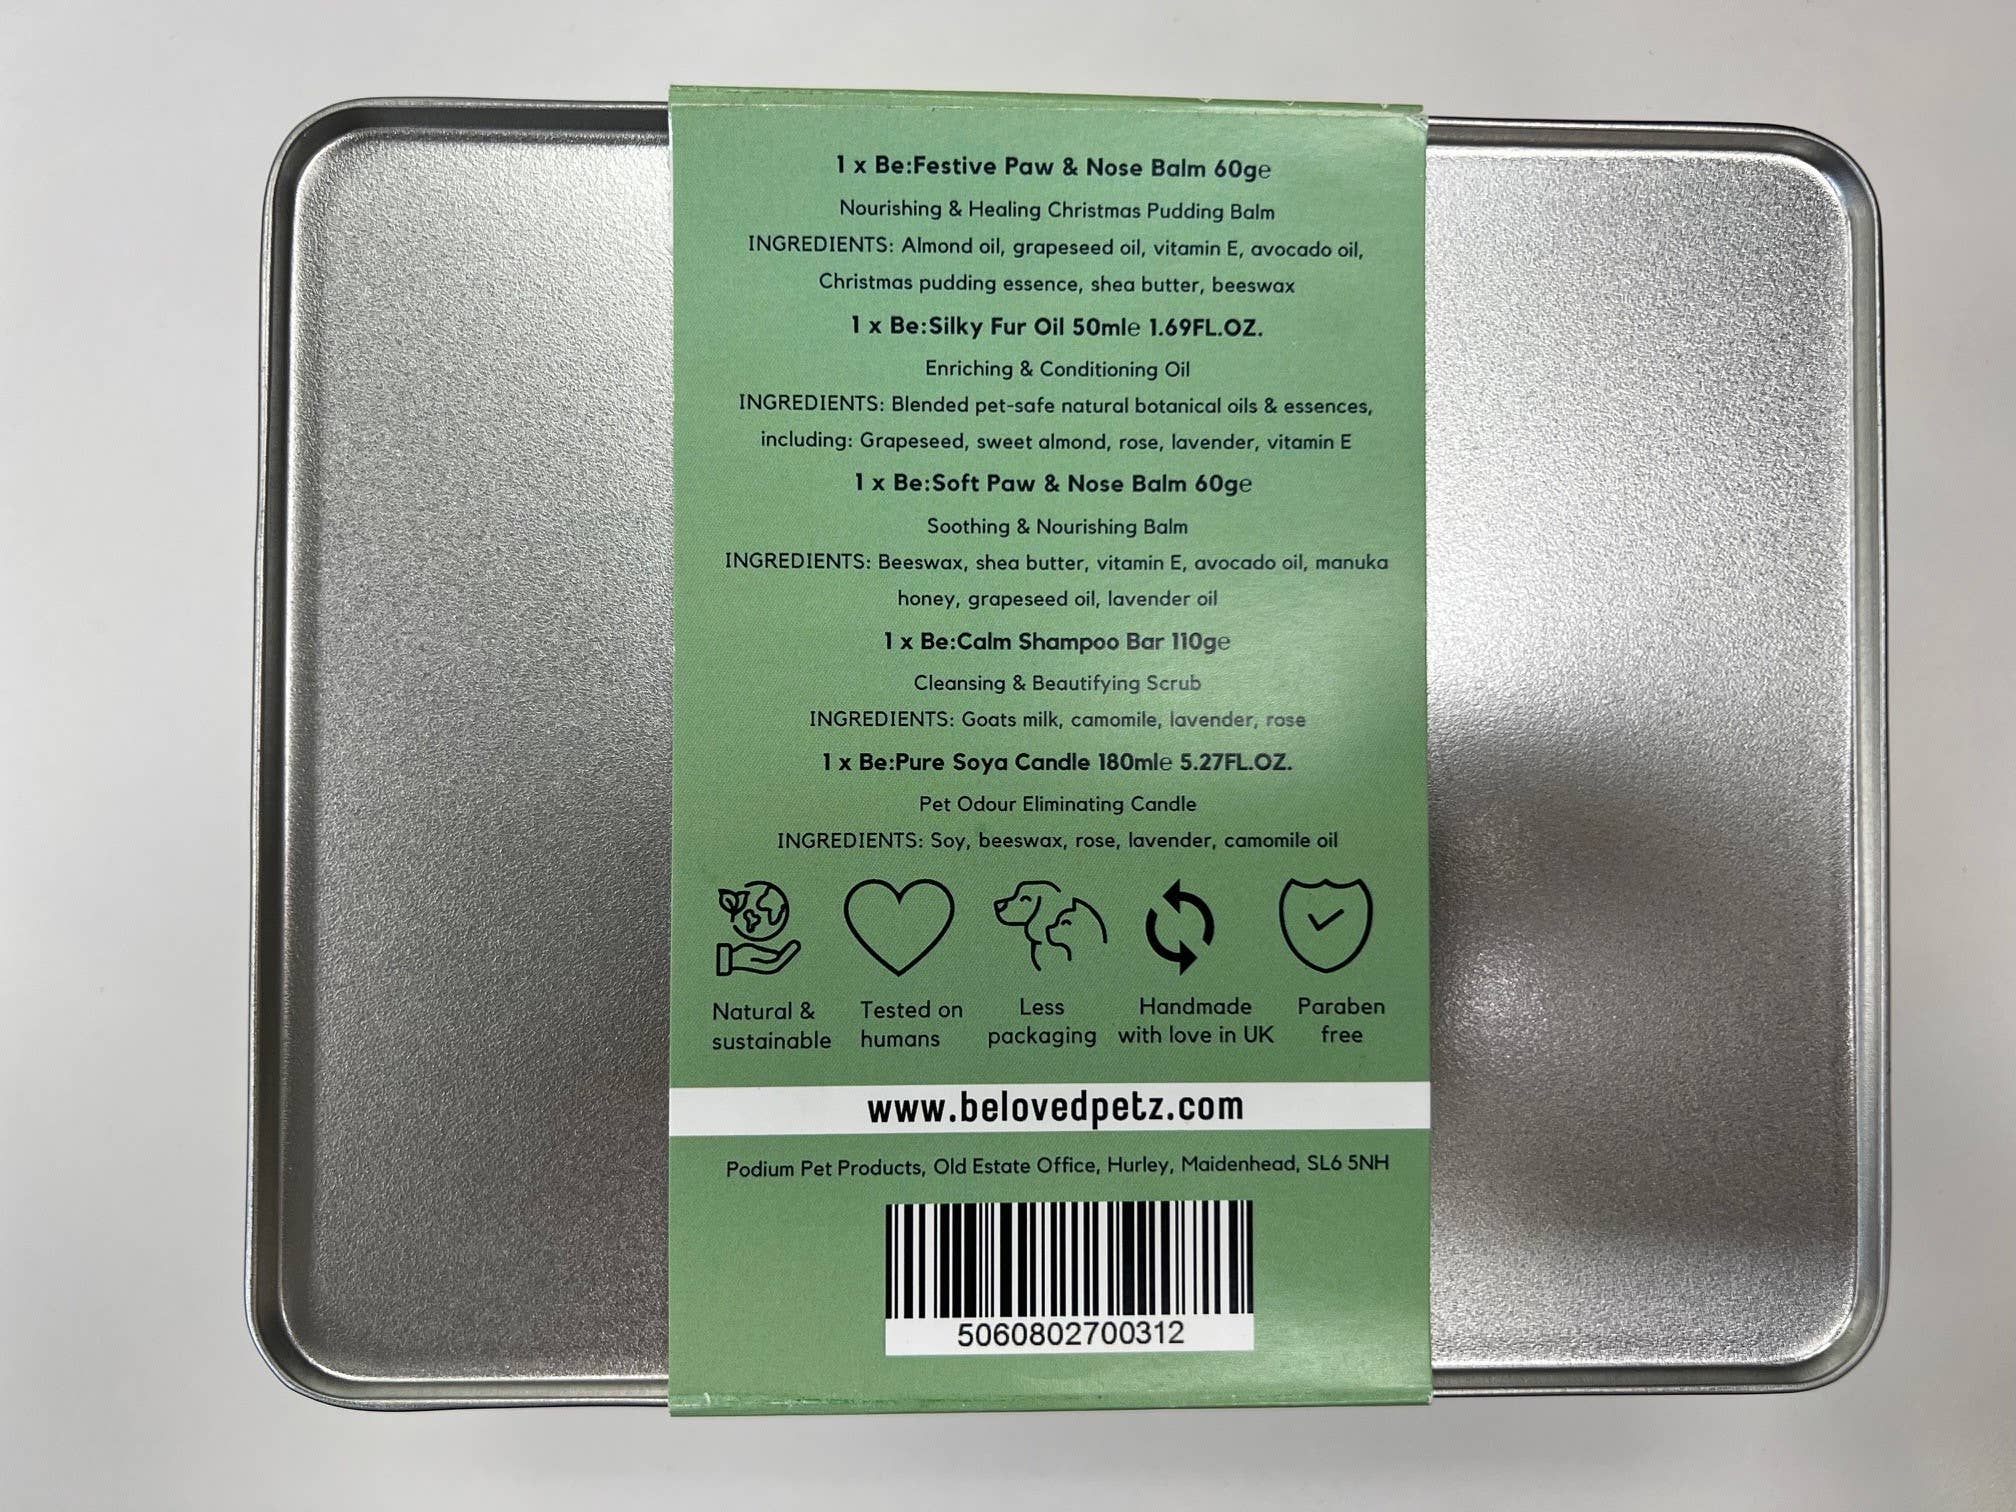 1 x Be:Festive Paw & Nose Balm 60g℮
Nourishing & Healing Christmas Pudding Balm
INGREDIENTS: Almond oil, grapeseed oil, vitamin E, avocado oil,
Christmas pudding essence, shea butter, beeswax
1 x Be:Silky Fur Oil 50ml℮ 1.69FL.OZ.
Enriching & Conditioning Oil
INGREDIENTS: Blended pet-safe natural botanical oils & essences,
including: Grapeseed, sweet almond, rose, lavender, vitamin E
1 x Be:Soft Paw & Nose Balm 60g℮
Soothing & Nourishing Balm
INGREDIENTS: Beeswax, shea butter, vitamin E, avocado oil, manuka
honey, grapeseed oil, lavender oil
1 x Be:Calm Shampoo Bar 110g℮
Cleansing & Beautifying Scrub
INGREDIENTS: Goats milk, camomile, lavender, rose
1 x Be:Pure Soya Candle 180ml℮ 5.27FL.OZ.
Pet Odour Eliminating Candle
INGREDIENTS: Soy, beeswax, rose, lavender, camomile oil
Natural &
sustainable
Tested on
humans
Less
packaging
Handmade
with love in UK
Paraben
free
www.belovedpetz.com
Podium Pet Products, Old Estate Office, Hurley, Maidenhead, SL6 5NH
5060802700312